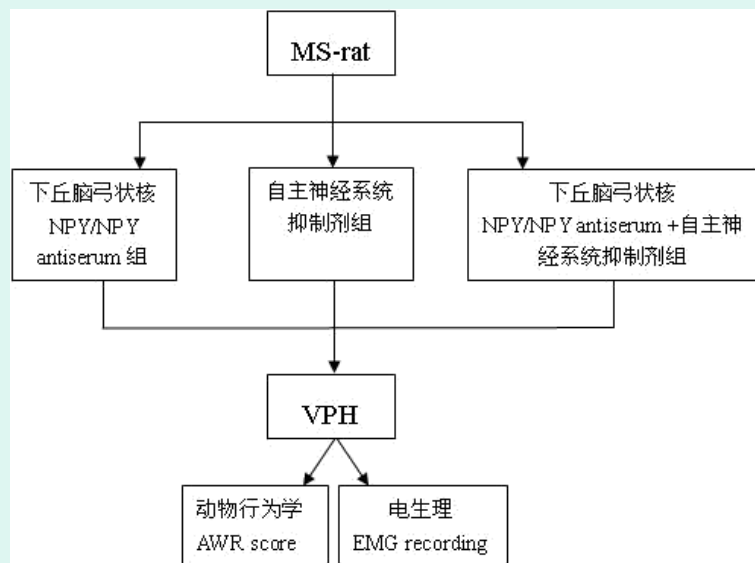 MS-rat
下丘脑弓状核
NPY/NPY
antiserum 组
自主神经系统
抑制剂组
下丘脑弓状核
NPY/NPY antiserum +自主神
经系统抑制剂组
VPH
动物行为学
AWR score
电生理
EMG recording